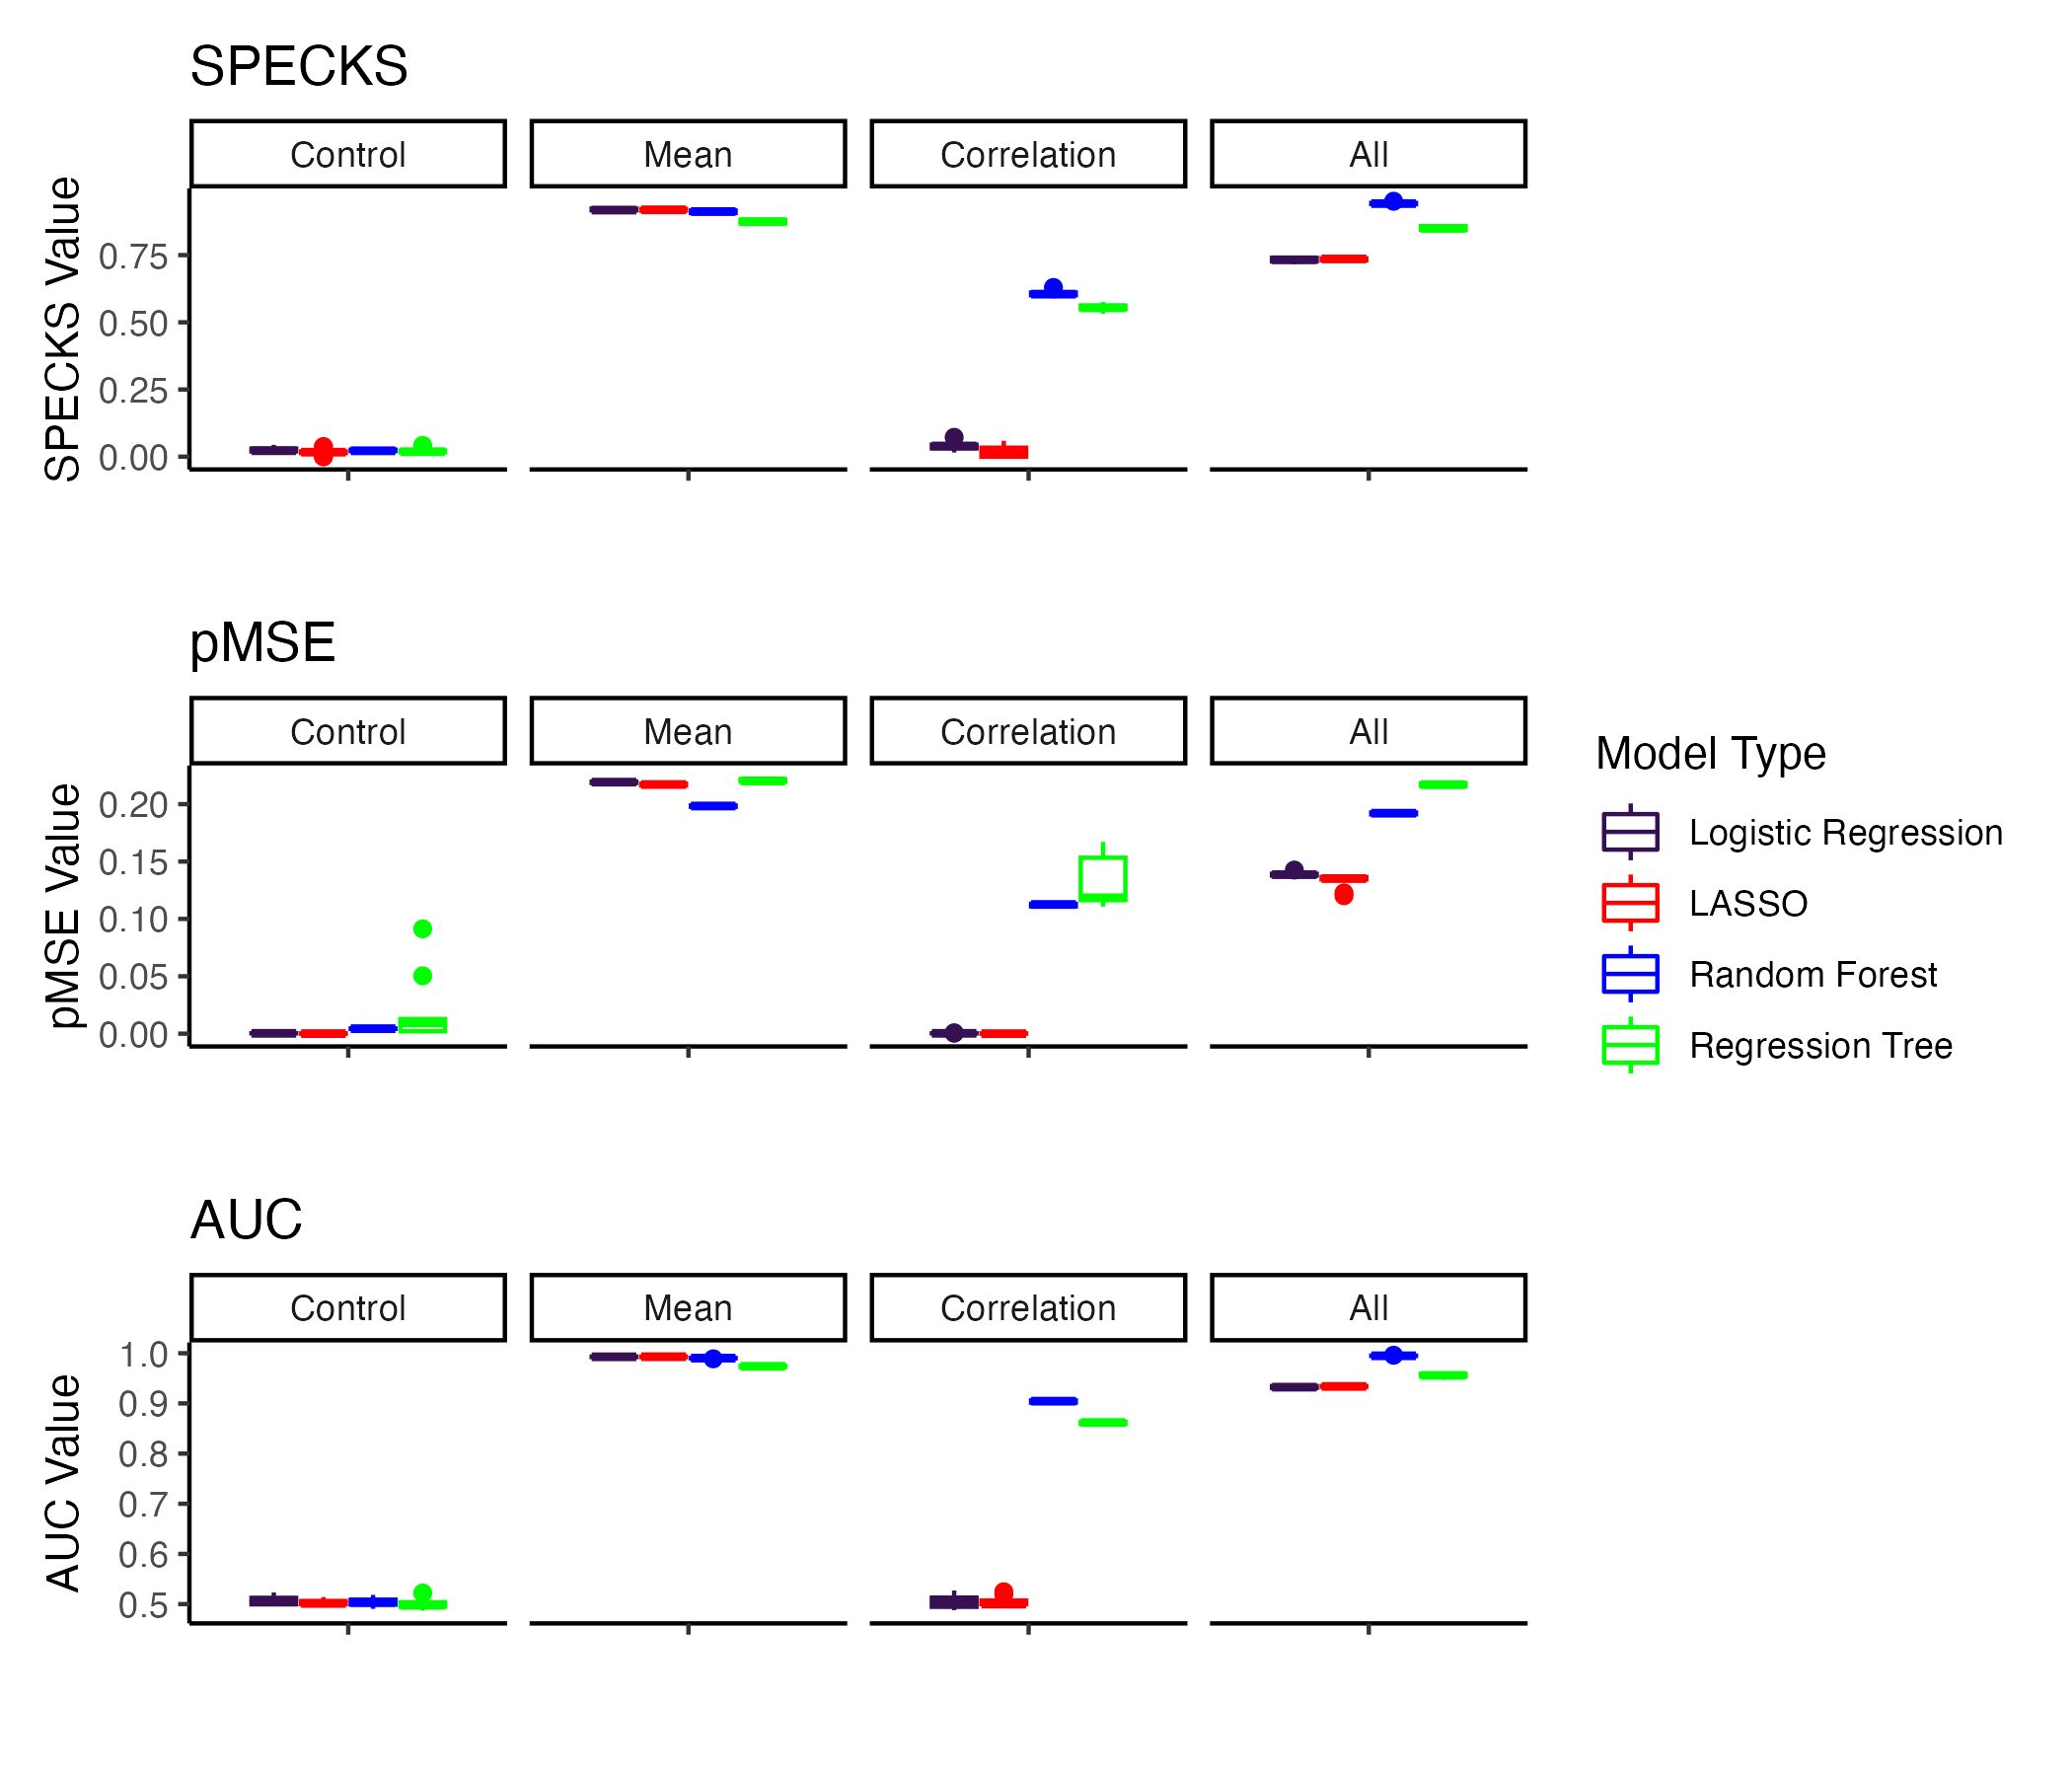 SPECKS
Control Mean Correlation All
SPECKS Value
0.75
0.50
0.25
0.00
pMSE
Control Mean Correlation All
pMSE Value
0.20
0.15
0.10
0.05
0.00
Model Type
Logistic Regression
LASSO
Random Forest
Regression Tree
AUC
Control Mean Correlation All
AUC Value
1.0
0.9
0.8
0.7
0.6
0.5